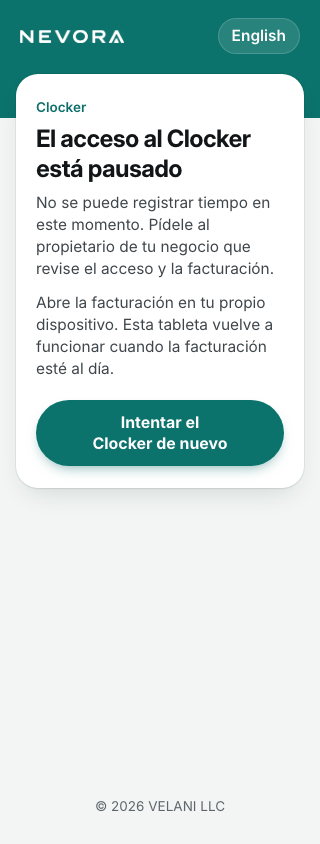 NEVORA
English
Clocker
El acceso al Clocker
está pausado
No se puede registrar tiempo en
este momento. Pídele al
propietario de tu negocio que
revise el acceso y la facturación.
Abre la facturación en tu propio
dispositivo. Esta tableta vuelve a
funcionar cuando la facturación
esté al día.
Intentar el
Clocker de nuevo
© 2026 VELANI LLC